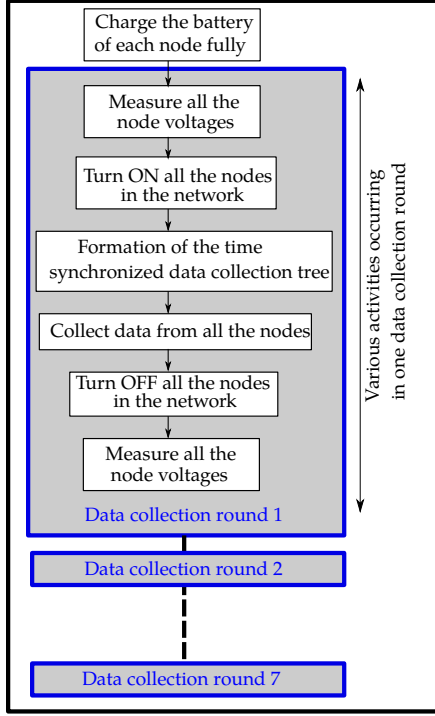 Charge the battery
of each node fully
Measure all the
node voltages
Turn ON all the nodes
in the network
Formation of the time
synchronized data collection tree
Collect data from all the nodes
Turn OFF all the nodes
in the network
Measure all the
node voltages
Data collection round 1
Various activities occurring
in one data collection round
Data collection round 2
Data collection round 7